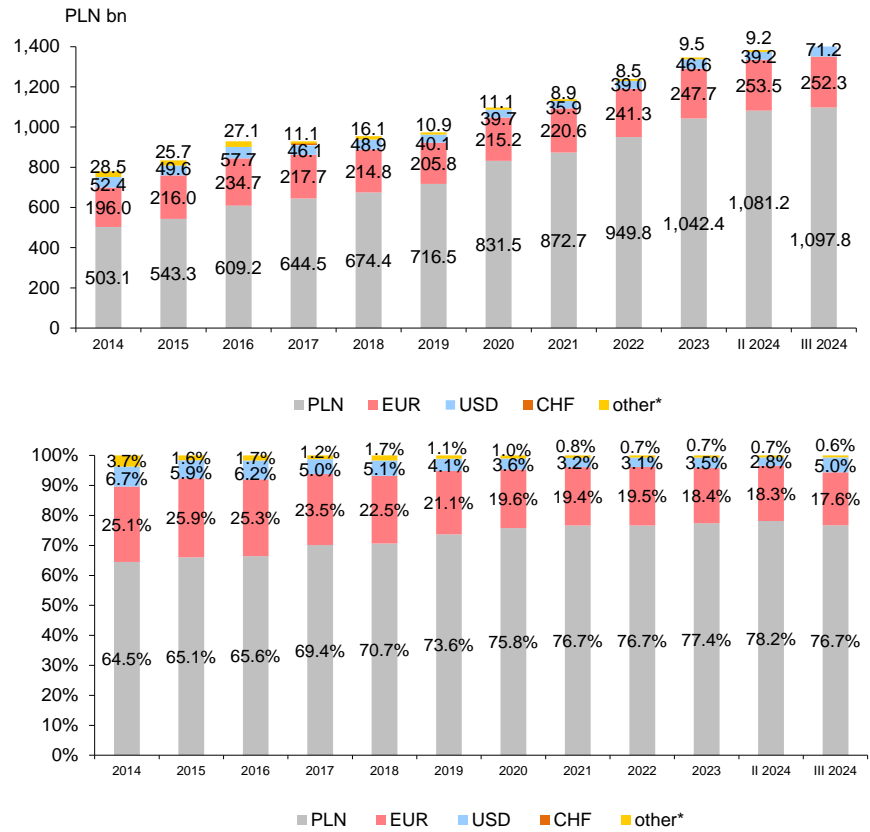 PLN bn
1,400
1,200
1,000
800
600
400
200
0
28.5 25.7 27.1 11.1 16.1 10.9 11.1 8.9 8.5 9.5 9.2
52.4 49.6 57.7 46.1 48.9 40.1 39.7 35.9 39.0 46.6 39.2 71.2
196.0 216.0 234.7 217.7 214.8 205.8 215.2 220.6 241.3 247.7 253.5 252.3
503.1 543.3 609.2 644.5 674.4 716.5 831.5 872.7 949.8 1,042.4 1,081.2 1,097.8
2014 2015 2016 2017 2018 2019 2020 2021 2022 2023 II 2024 III 2024
PLN EUR USD CHF other*
100%
90%
80%
70%
60%
50%
40%
30%
20%
10%
0%
3.7% 1.6% 1.7% 1.2% 1.7% 1.1% 1.0% 0.8% 0.7% 0.7% 0.7% 0.6%
6.7% 5.9% 6.2% 5.0% 5.1% 4.1% 3.6% 3.2% 3.1% 3.5% 2.8% 5.0%
25.1% 25.9% 25.3% 23.5% 22.5% 21.1% 19.6% 19.4% 19.5% 18.4% 18.3% 17.6%
64.5% 65.1% 65.6% 69.4% 70.7% 73.6% 75.8% 76.7% 76.7% 77.4% 78.2% 76.7%
2014 2015 2016 2017 2018 2019 2020 2021 2022 2023 II 2024 III 2024
PLN EUR USD CHF other*